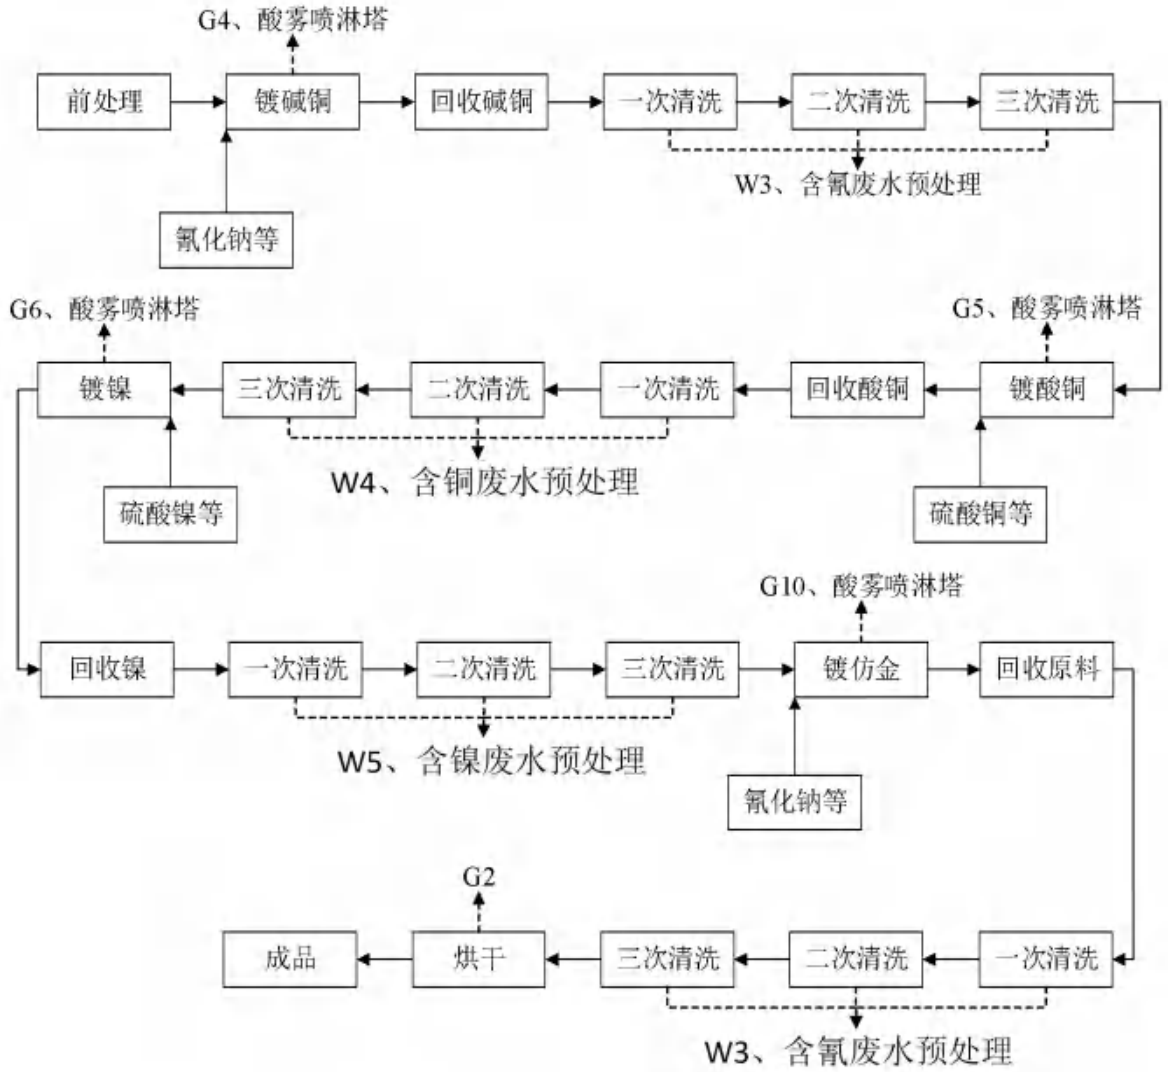 G4、酸雾喷淋塔
前处理
镀碱铜
回收碱铜
一次清洗
二次清洗
三次清洗
W3、含氰废水预处理
氰化钠等
G6、酸雾喷淋塔
G5、酸雾喷淋塔
镀镍
三次清洗
二次清洗
一次清洗
回收酸铜
镀酸铜
W4、含铜废水预处理
硫酸镍等
硫酸铜等
G10、酸雾喷淋塔
回收镍
一次清洗
二次清洗
三次清洗
镀仿金
回收原料
W5、含镍废水预处理
氰化钠等
G2
成品
烘干
三次清洗
二次清洗
一次清洗
W3、含氰废水预处理